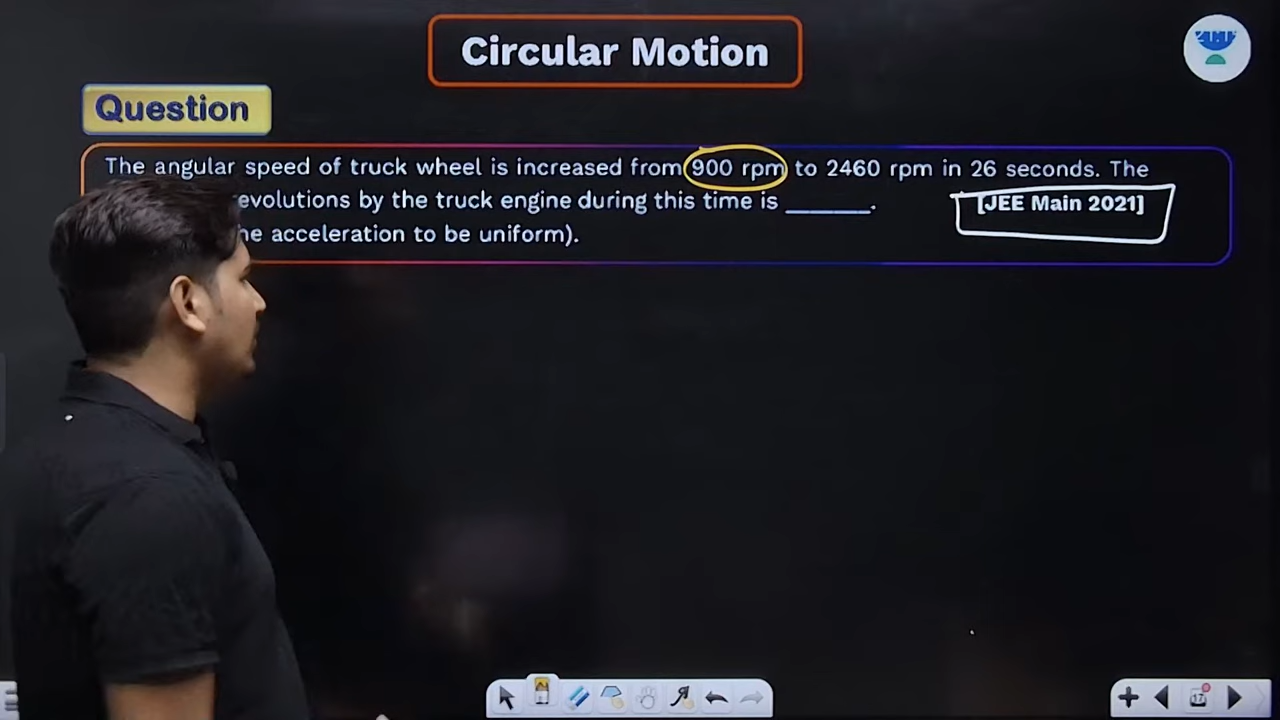 Circular Motion
Question
The angular speed of truck wheel is increased from 900 rpm to 2460 rpm in 26 seconds. The
evolutions by the truck engine during this time is ______.
[JEE Main 2021]
he acceleration to be uniform).
17